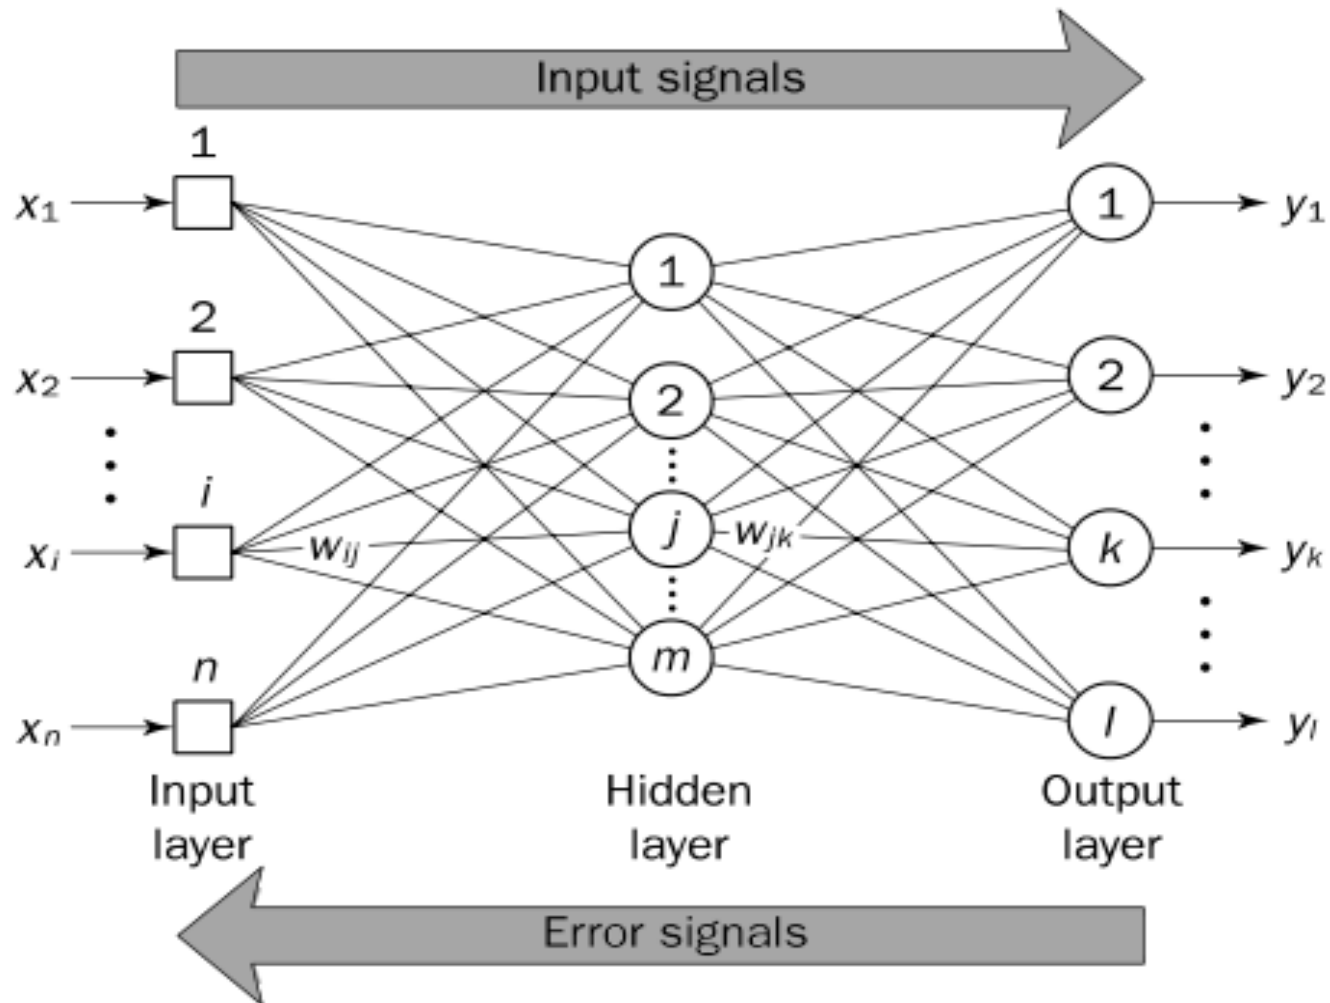 Input signals
1
x₁
1
y₁
1
2
x₂
2
y₂
2
i
xᵢ
wᵢⱼ
j
wⱼₖ
k
yₖ
n
xₙ
m
l
yₗ
Input
layer
Hidden
layer
Output
layer
Error signals